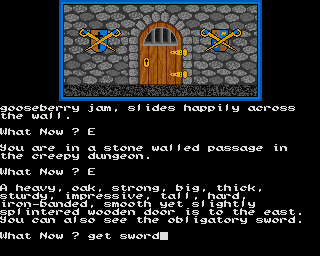 gooseberry jam, slides happily across
the wall.
What Now ? E
You are in a stone walled passage in
the creepy dungeon.
What Now ? E
A heavy, oak, strong, big, thick,
sturdy, impressive, tall, hard,
iron-banded, smooth yet slightly
splintered wooden door is to the east.
You can also see the obligatory sword.
What Now ? get sword